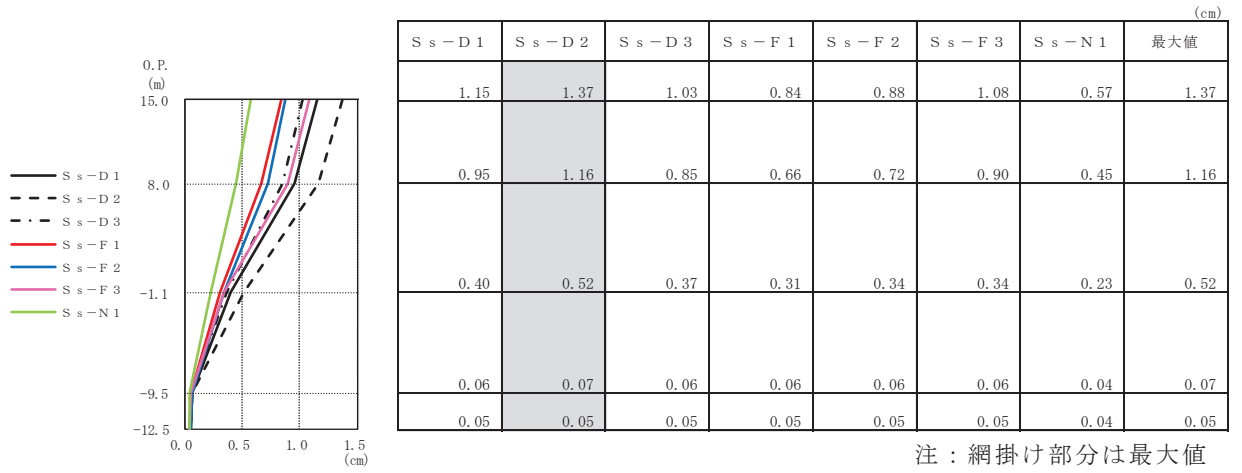 (cm)
Ｓｓ－Ｄ１ Ｓｓ－Ｄ２ Ｓｓ－Ｄ３ Ｓｓ－Ｆ１ Ｓｓ－Ｆ２ Ｓｓ－Ｆ３ Ｓｓ－Ｎ１ 最大値
1.15 1.37 1.03 0.84 0.88 1.08 0.57 1.37
0.95 1.16 0.85 0.66 0.72 0.90 0.45 1.16
0.40 0.52 0.37 0.31 0.34 0.34 0.23 0.52
0.06 0.07 0.06 0.06 0.06 0.06 0.04 0.07
0.05 0.05 0.05 0.05 0.05 0.05 0.04 0.05
O.P.
(m)
15.0
8.0
-1.1
-9.5
-12.5
0.0 0.5 1.0 1.5
(cm)
Ｓｓ－Ｄ１
Ｓｓ－Ｄ２
Ｓｓ－Ｄ３
Ｓｓ－Ｆ１
Ｓｓ－Ｆ２
Ｓｓ－Ｆ３
Ｓｓ－Ｎ１
注：網掛け部分は最大値